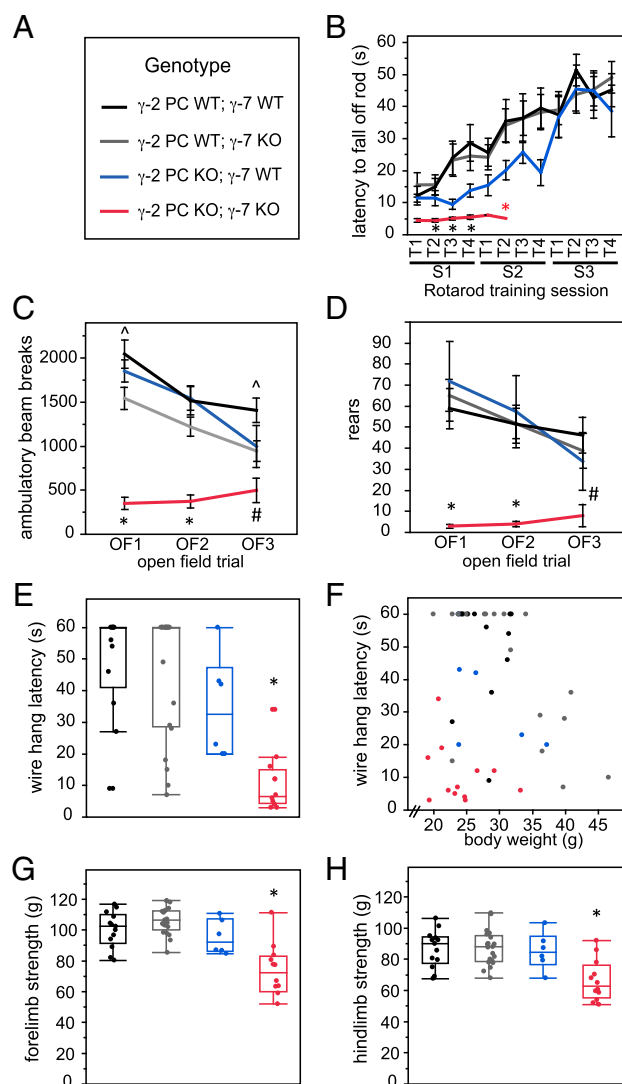 A
Genotype
γ-2 PC WT; γ-7 WT
γ-2 PC WT; γ-7 KO
γ-2 PC KO; γ-7 WT
γ-2 PC KO; γ-7 KO
B
latency to fall off rod (s)
60
50
40
30
20
10
0
*
* * *
T1 T2 T3 T4 T1 T2 T3 T4 T1 T2 T3 T4
S1 S2 S3
Rotarod training session
C
ambulatory beam breaks
2000
1500
1000
500
0
^ ^
* * #
OF1 OF2 OF3
open field trial
D
rears
90
80
70
60
50
40
30
20
10
0
* * #
OF1 OF2 OF3
open field trial
E
wire hang latency (s)
60
50
40
30
20
10
0
*
F
wire hang latency (s)
60
50
40
30
20
10
0
20 25 30 35 40 45
body weight (g)
G
forelimb strength (g)
120
100
80
60
40
20
0
*
H
hindlimb strength (g)
120
100
80
60
40
20
0
*